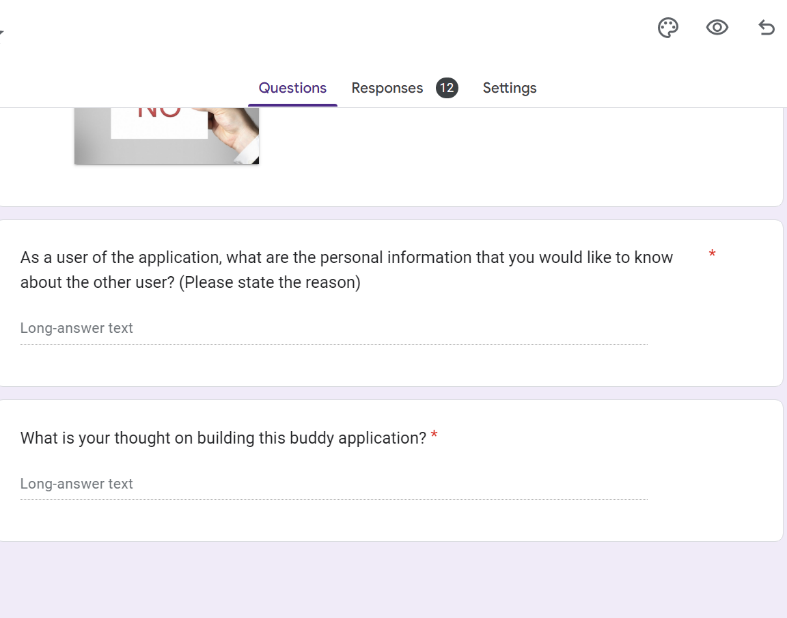 Questions Responses 12 Settings
NO
As a user of the application, what are the personal information that you would like to know *
about the other user? (Please state the reason)
Long-answer text
What is your thought on building this buddy application? *
Long-answer text